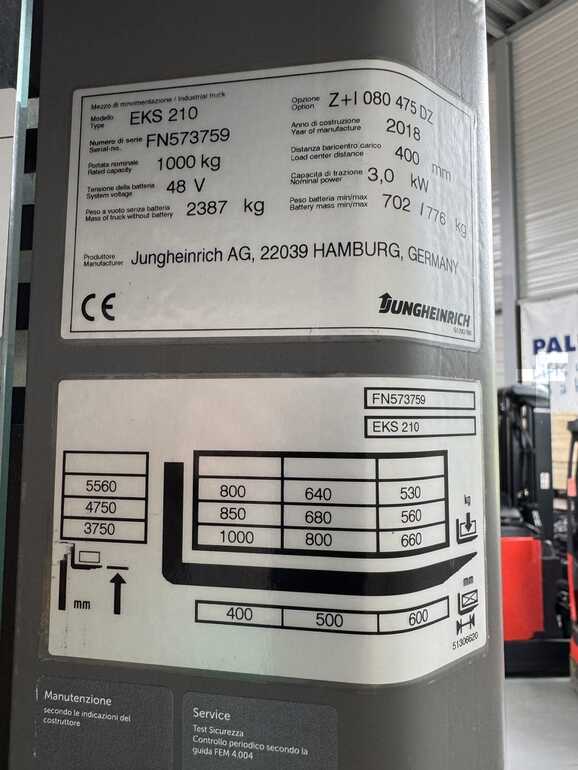 Mezzo di movimentazione / Industrial truck
Modello
Type
EKS 210
Opzione
Option
Z+I 080 475 DZ
Numero di serie
Serial-no.
FN573759
Anno di costruzione
Year of manufacture
2018
Portata nominale
Rated capacity
1000 kg
Distanza baricentro carico
Load center distance
400 mm
Tensione della batteria
System voltage
48 V
Capacita di trazione
Nominal power
3,0 kW
Peso a vuoto senza batteria
Mass of truck without battery
2387 kg
Peso batteria min/max
Battery mass min/max
702 / 776 kg
Produttore
Manufacturer
Jungheinrich AG, 22039 HAMBURG, GERMANY
CE
JUNGHEINRICH
FN573759
EKS 210
5560 800 640 530
4750 850 680 560
3750 1000 800 660
kg
mm
mm
400 500 600
51306620
Manutenzione
secondo le indicazioni del
costruttore
Service
Test Sicurezza
Controllo periodico secondo la
guida FEM 4.004
PAL